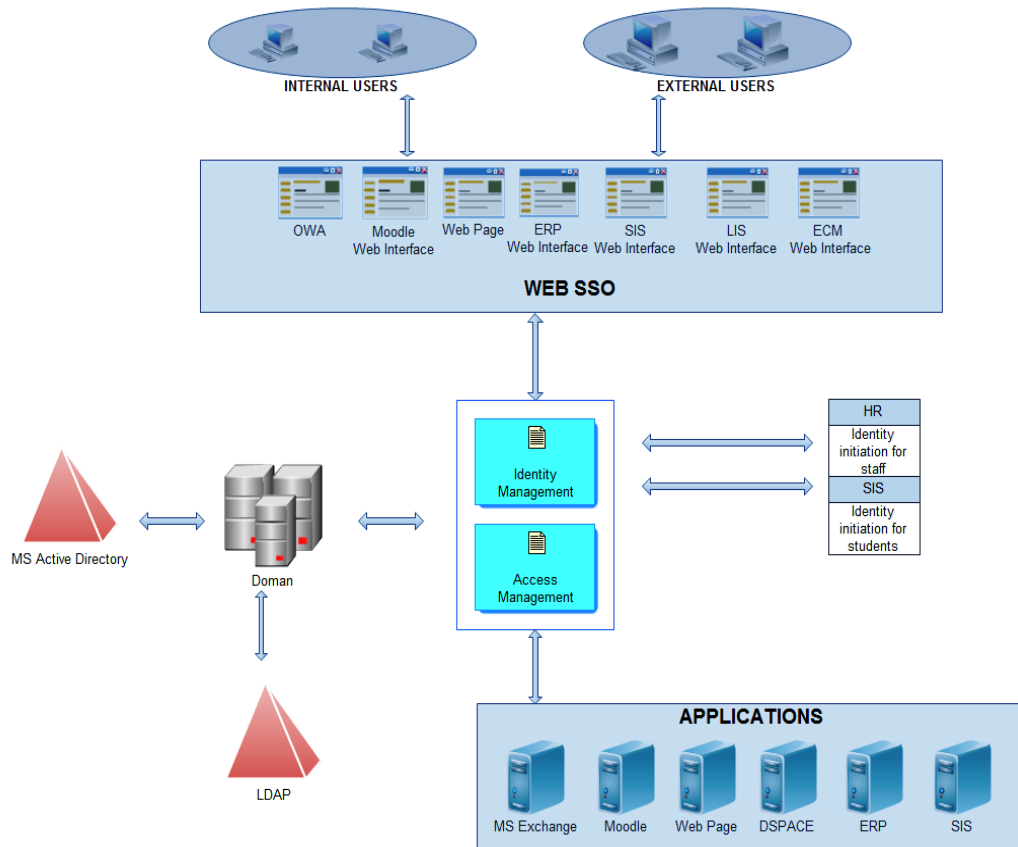 INTERNAL USERS
EXTERNAL USERS
OWA
Moodle
Web Interface
Web Page
ERP
Web Interface
SIS
Web Interface
LIS
Web Interface
ECM
Web Interface
WEB SSO
Identity
Management
Access
Management
HR
Identity
initiation for
staff
SIS
Identity
initiation for
students
MS Active Directory
Doman
LDAP
APPLICATIONS
MS Exchange
Moodle
Web Page
DSPACE
ERP
SIS